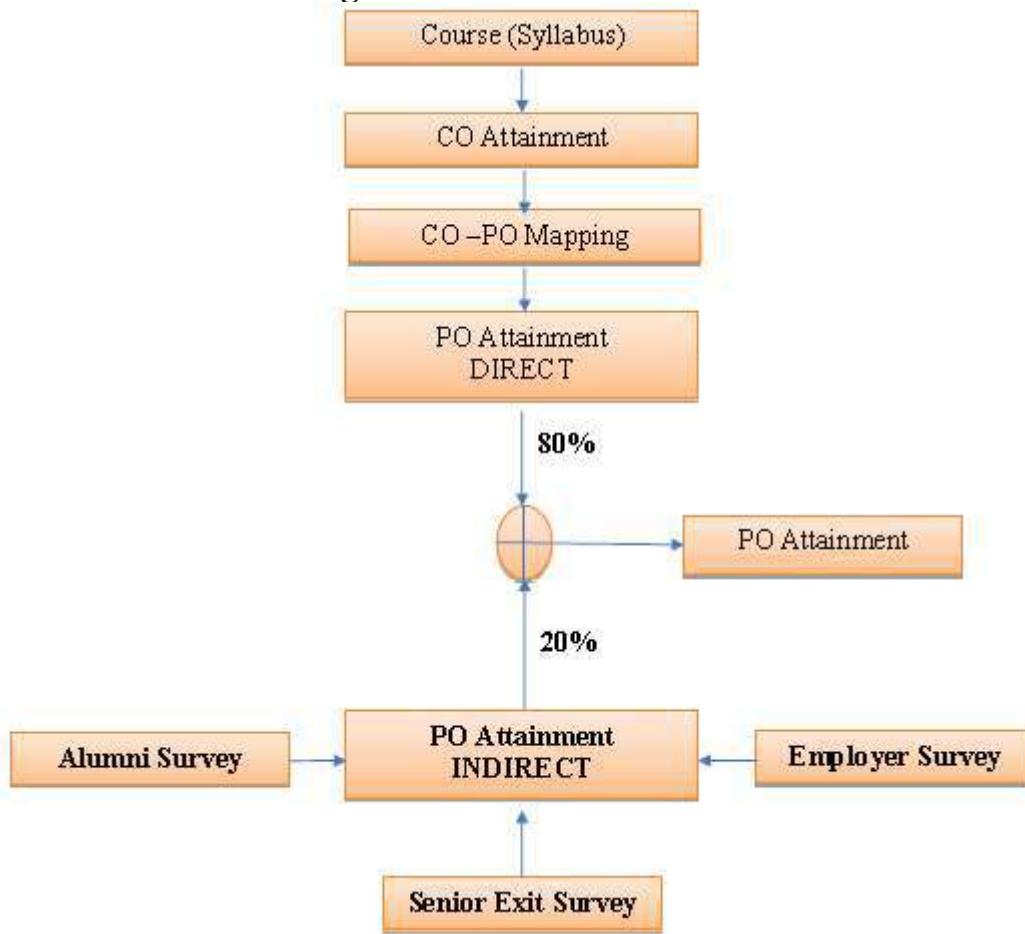 Course (Syllabus)
CO Attainment
CO –PO Mapping
PO Attainment
DIRECT
80%
PO Attainment
20%
PO Attainment
INDIRECT
Alumni Survey
Employer Survey
Senior Exit Survey